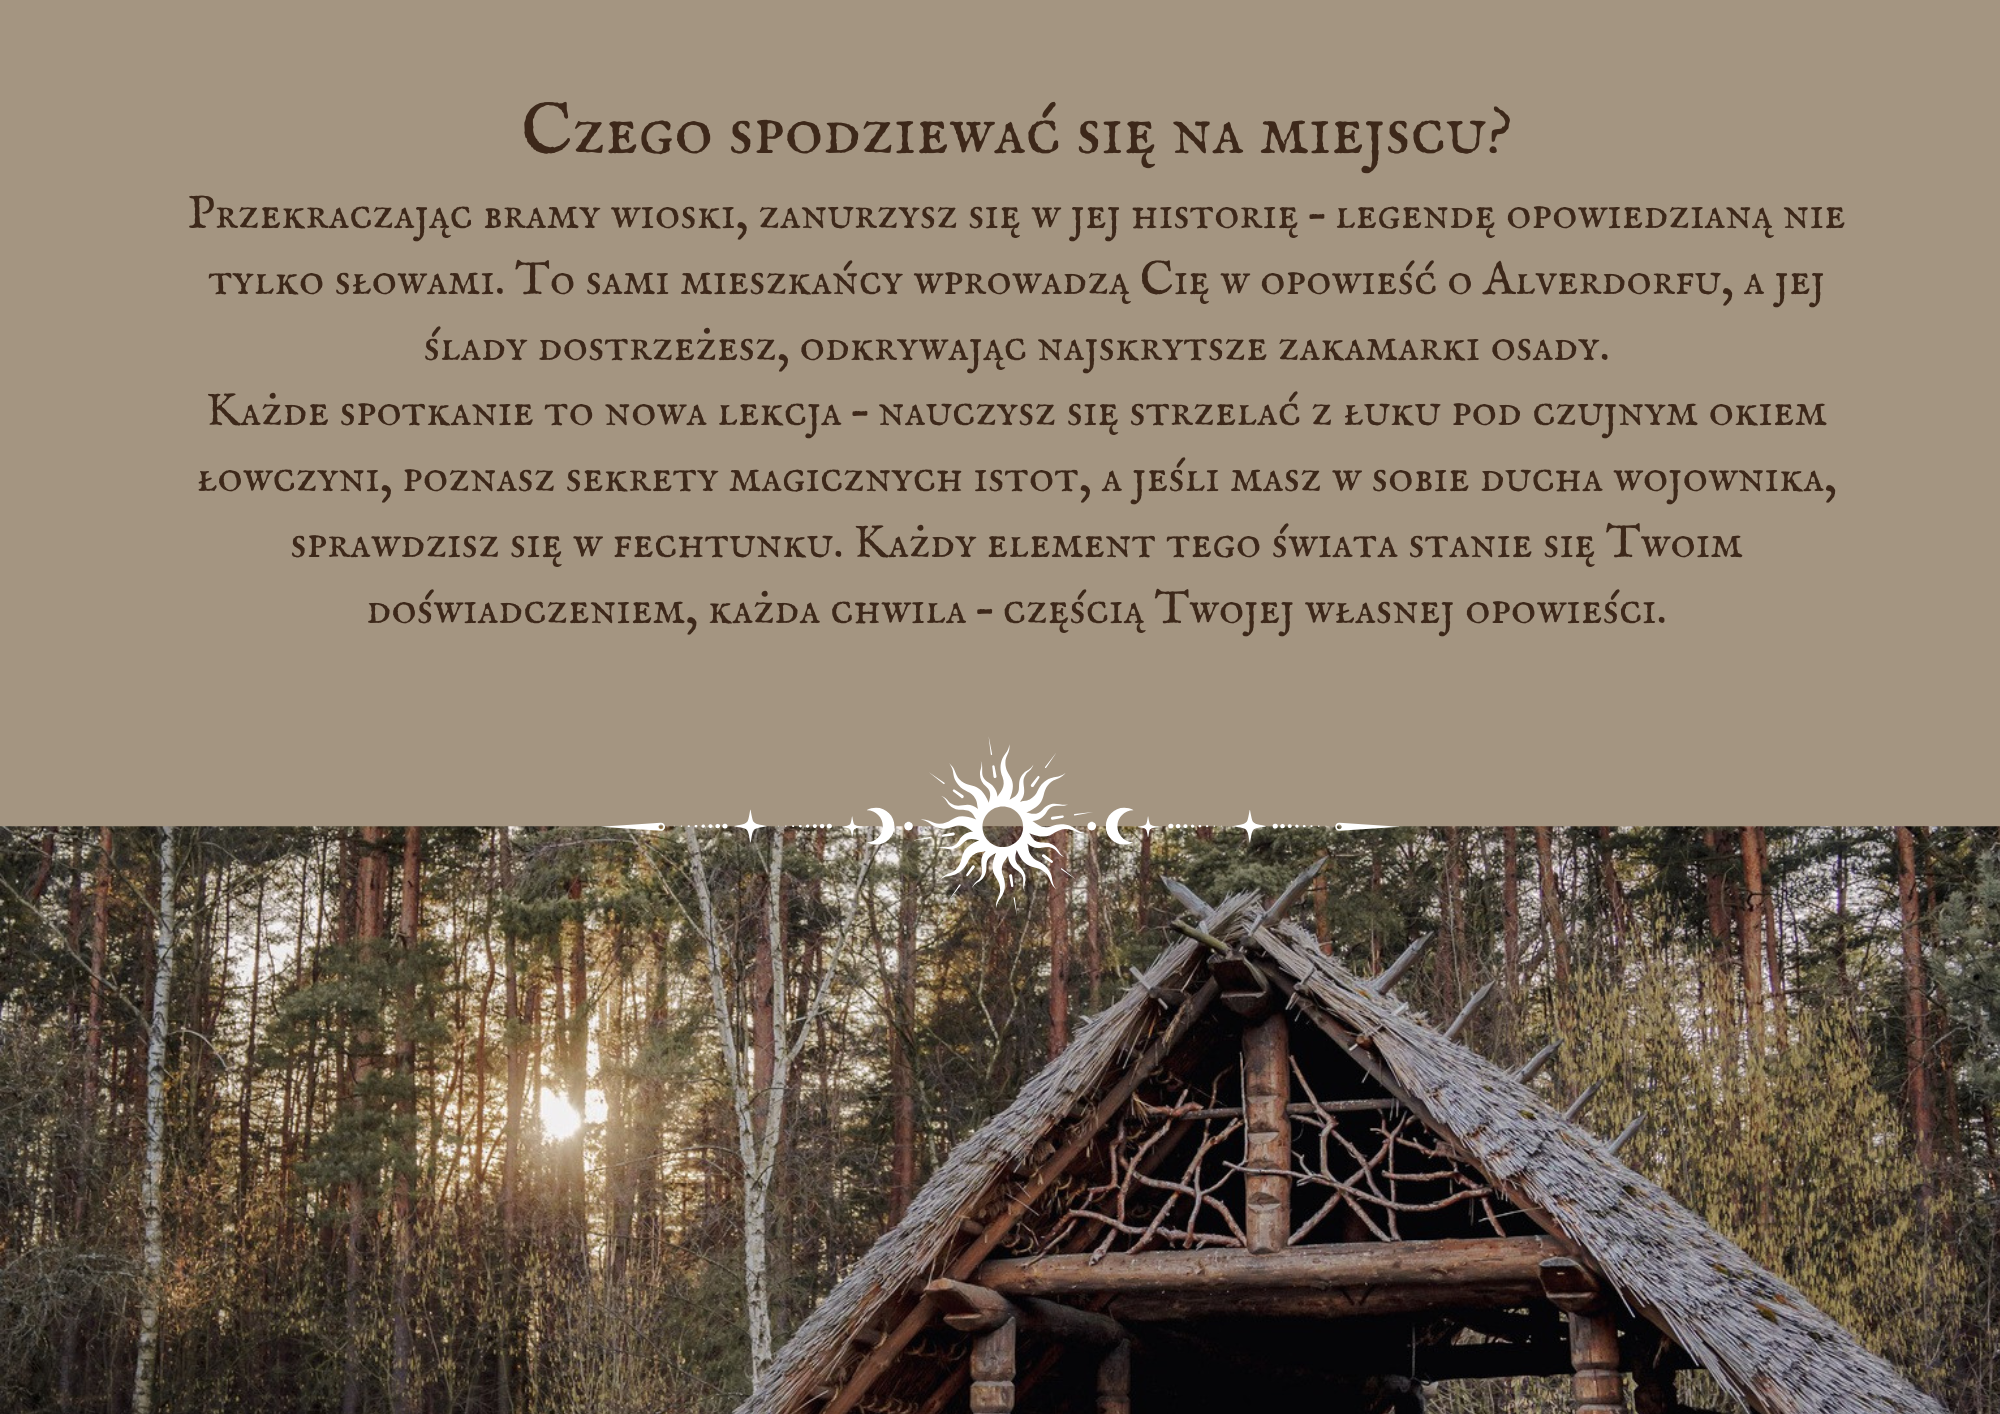 Czego spodziewać się na miejscu?
Przekraczając bramy wioski, zanurzysz się w jej historię – legendę opowiedzianą nie
tylko słowami. To sami mieszkańcy wprowadzą Cię w opowieść o Alverdorfu, a jej
ślady dostrzeżesz, odkrywając najskrytsze zakamarki osady.
Każde spotkanie to nowa lekcja – nauczysz się strzelać z łuku pod czujnym okiem
łowczyni, poznasz sekrety magicznych istot, a jeśli masz w sobie ducha wojownika,
sprawdzisz się w fechtunku. Każdy element tego świata stanie się Twoim
doświadczeniem, każda chwila – częścią Twojej własnej opowieści.